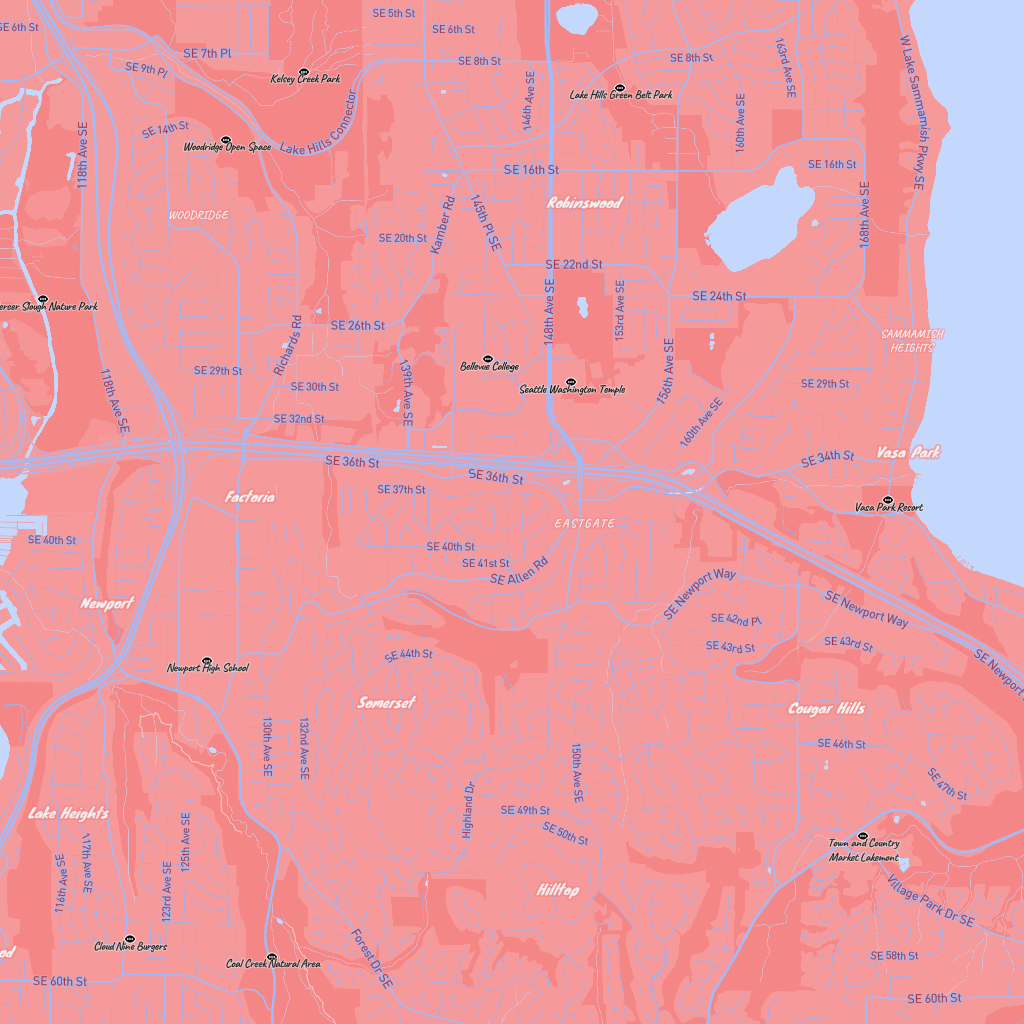 SE 5th St
SE 6th St
SE 6th St
SE 7th Pl
SE 8th St
SE 8th St
163rd Ave SE
W Lake Sammamish Pkwy SE
SE 9th Pl
Kelsey Creek Park
Lake Hills Green Belt Park
146th Ave SE
160th Ave SE
118th Ave SE
SE 14th St
Woodridge Open Space
Lake Hills Connector
SE 16th St
SE 16th St
Robinswood
WOODRIDGE
Kamber Rd
145th Pl SE
168th Ave SE
SE 20th St
SE 22nd St
SE 24th St
148th Ave SE
153rd Ave SE
SE 26th St
Richards Rd
SAMMAMISH
HEIGHTS
Bellevue College
Seattle Washington Temple
156th Ave SE
SE 29th St
SE 29th St
SE 30th St
118th Ave SE
139th Ave SE
160th Ave SE
SE 32nd St
SE 34th St
Vasa Park
SE 36th St
SE 36th St
SE 37th St
Factoria
Vasa Park Resort
EASTGATE
SE 40th St
SE 40th St
SE 41st St
SE Allen Rd
SE Newport Way
SE Newport Way
Newport
SE 42nd Pl
SE 43rd St
SE 43rd St
SE 44th St
Newport High School
Somerset
Cougar Hills
130th Ave SE
132nd Ave SE
150th Ave SE
SE 46th St
SE 47th St
Highland Dr
Lake Heights
SE 49th St
SE 50th St
125th Ave SE
117th Ave SE
116th Ave SE
123rd Ave SE
Town and Country
Market Lakemont
Hilltop
Village Park Dr SE
Cloud Nine Burgers
Coal Creek Natural Area
Forest Dr SE
SE 58th St
SE 60th St
SE 60th St